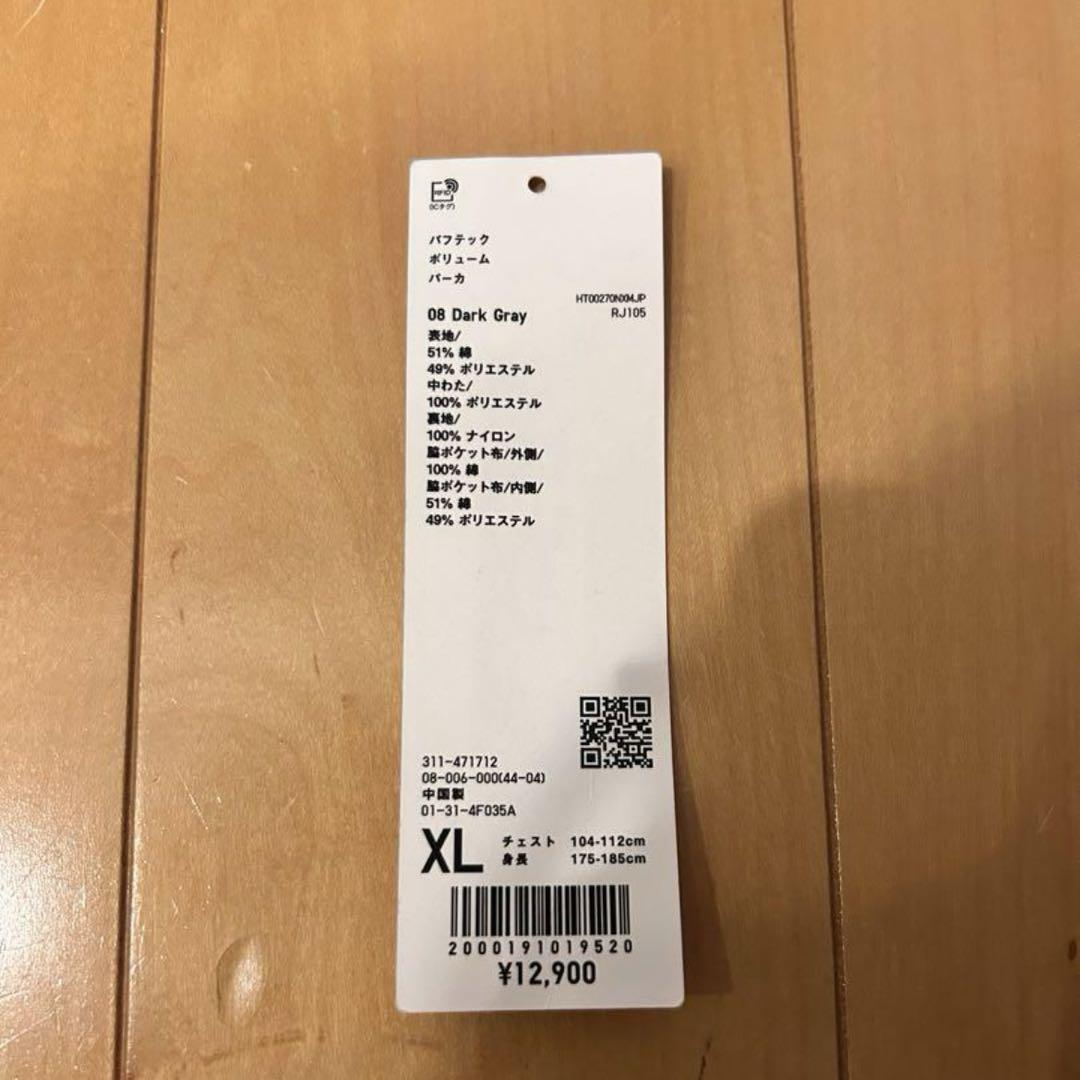 RFID
(ICタグ)
パフテック
ボリューム
パーカ
HT00270NXMJP
08 Dark Gray
RJ105
表地/
51% 綿
49% ポリエステル
中わた/
100% ポリエステル
裏地/
100% ナイロン
脇ポケット布/外側/
100% 綿
脇ポケット布/内側/
51% 綿
49% ポリエステル
311-471712
08-006-000(44-04)
中国製
01-31-4F035A
XL
チェスト 104-112cm
身長 175-185cm
2000191019520
¥12,900